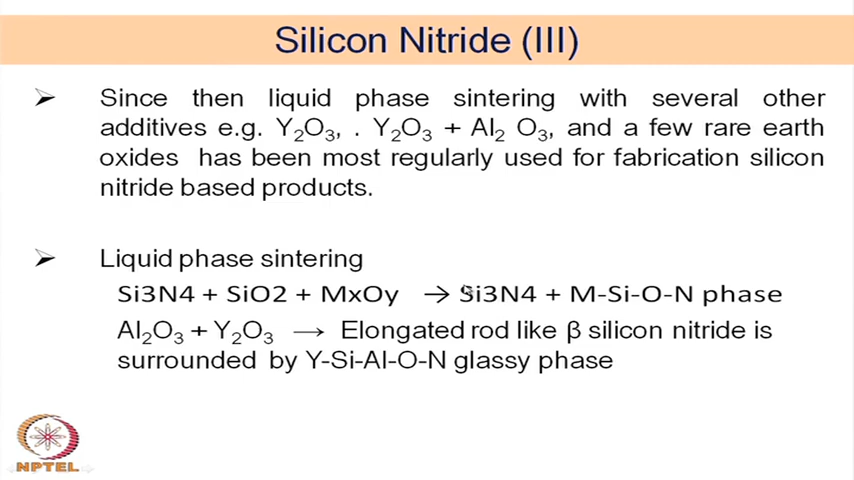 Silicon Nitride (III)
➢ Since then liquid phase sintering with several other
additives e.g. Y₂O₃, . Y₂O₃ + Al₂ O₃, and a few rare earth
oxides has been most regularly used for fabrication silicon
nitride based products.
➢ Liquid phase sintering
Si3N4 + SiO2 + MxOy → Si3N4 + M-Si-O-N phase
Al₂O₃ + Y₂O₃ → Elongated rod like β silicon nitride is
surrounded by Y-Si-Al-O-N glassy phase
NPTEL